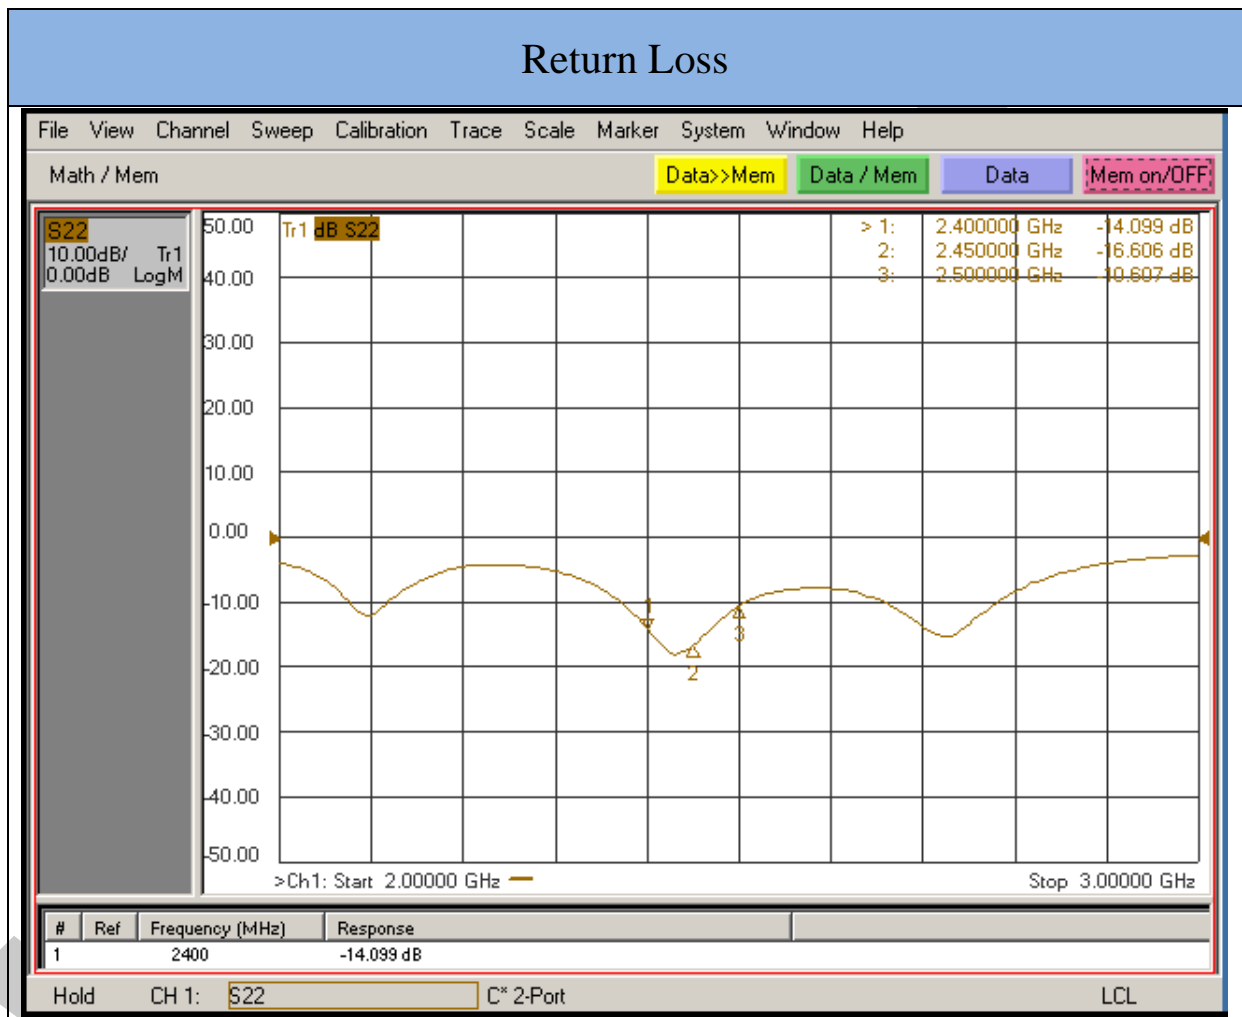 Return Loss
File View Channel Sweep Calibration Trace Scale Marker System Window Help
Math / Mem Data>>Mem Data / Mem Data Mem on/OFF
S22
10.00dB/ Tr1
0.00dB LogM
50.00
40.00
30.00
20.00
10.00
0.00
-10.00
-20.00
-30.00
-40.00
-50.00
Tr1 dB S22
> 1: 2.400000 GHz -14.099 dB
2: 2.450000 GHz -16.606 dB
3: 2.500000 GHz -10.607 dB
1
2
3
>Ch1: Start 2.00000 GHz Stop 3.00000 GHz
# Ref Frequency (MHz) Response
1 2400 -14.099 dB
Hold CH 1: S22 C* 2-Port LCL